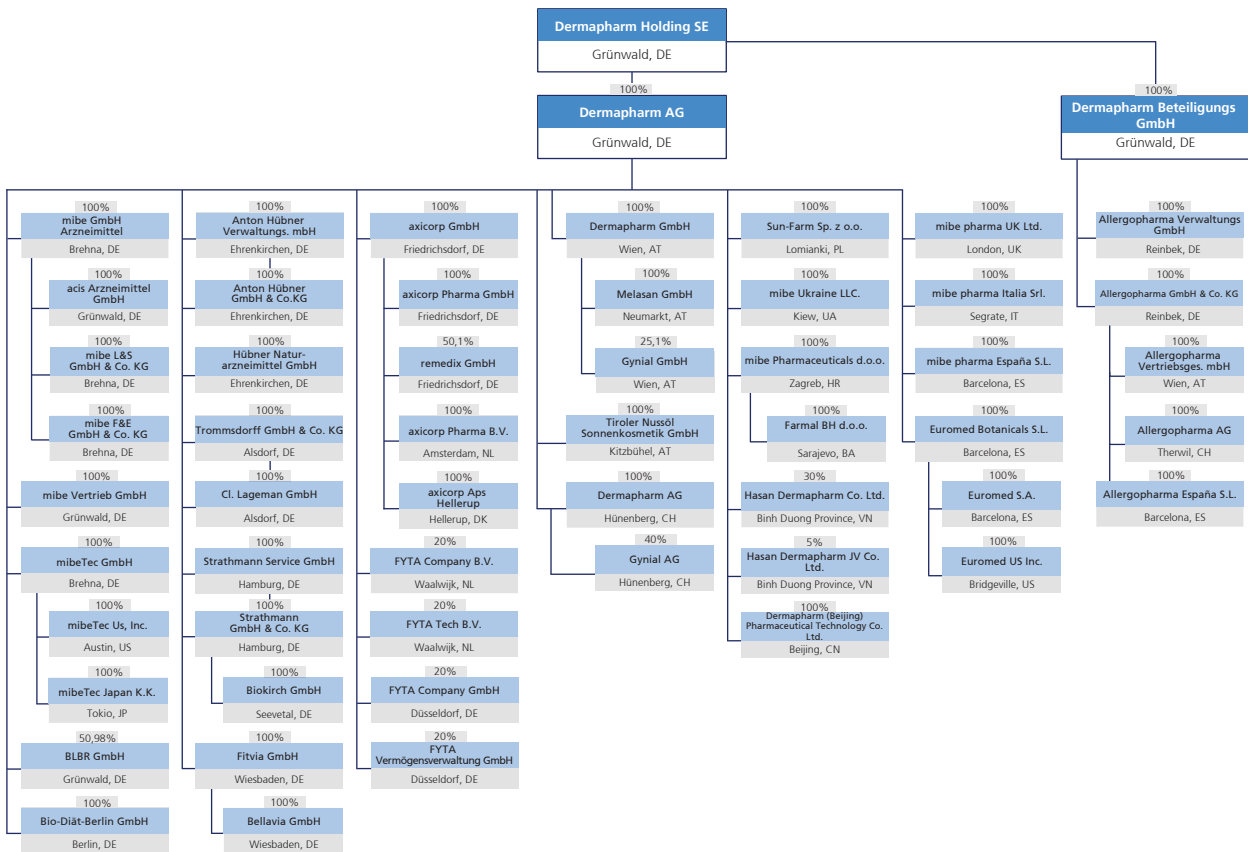 Dermapharm Holding SE
Grünwald, DE
100%
Dermapharm AG
Grünwald, DE
100%
Dermapharm Beteiligungs
GmbH
Grünwald, DE
100%
mibe GmbH
Arzneimittel
Brehna, DE
100%
acis Arzneimittel
GmbH
Grünwald, DE
100%
mibe L&S
GmbH & Co. KG
Brehna, DE
100%
mibe F&E
GmbH & Co. KG
Brehna, DE
100%
mibe Vertrieb GmbH
Grünwald, DE
100%
mibeTec GmbH
Brehna, DE
100%
mibeTec Us, Inc.
Austin, US
100%
mibeTec Japan K.K.
Tokio, JP
50,98%
BLBR GmbH
Grünwald, DE
100%
Bio-Diät-Berlin GmbH
Berlin, DE
100%
Anton Hübner
Verwaltungs. mbH
Ehrenkirchen, DE
100%
Anton Hübner
GmbH & Co.KG
Ehrenkirchen, DE
100%
Hübner Natur-
arzneimittel GmbH
Ehrenkirchen, DE
100%
Trommsdorff GmbH & Co. KG
Alsdorf, DE
100%
Cl. Lageman GmbH
Alsdorf, DE
100%
Strathmann Service GmbH
Hamburg, DE
100%
Strathmann
GmbH & Co. KG
Hamburg, DE
100%
Biokirch GmbH
Seevetal, DE
100%
Fitvia GmbH
Wiesbaden, DE
100%
Bellavia GmbH
Wiesbaden, DE
100%
axicorp GmbH
Friedrichsdorf, DE
100%
axicorp Pharma GmbH
Friedrichsdorf, DE
50,1%
remedix GmbH
Friedrichsdorf, DE
100%
axicorp Pharma B.V.
Amsterdam, NL
100%
axicorp Aps
Hellerup
Hellerup, DK
20%
FYTA Company B.V.
Waalwijk, NL
20%
FYTA Tech B.V.
Waalwijk, NL
20%
FYTA Company GmbH
Düsseldorf, DE
20%
FYTA
Vermögensverwaltung GmbH
Düsseldorf, DE
100%
Dermapharm GmbH
Wien, AT
100%
Melasan GmbH
Neumarkt, AT
25,1%
Gynial GmbH
Wien, AT
100%
Tiroler Nussöl
Sonnenkosmetik GmbH
Kitzbühel, AT
100%
Dermapharm AG
Hünenberg, CH
40%
Gynial AG
Hünenberg, CH
100%
Sun-Farm Sp. z o.o.
Lomianki, PL
100%
mibe Ukraine LLC.
Kiew, UA
100%
mibe Pharmaceuticals d.o.o.
Zagreb, HR
100%
Farmal BH d.o.o.
Sarajevo, BA
30%
Hasan Dermapharm Co. Ltd.
Binh Duong Province, VN
5%
Hasan Dermapharm JV Co.
Ltd.
Binh Duong Province, VN
100%
Dermapharm (Beijing)
Pharmaceutical Technology Co.
Ltd.
Beijing, CN
100%
mibe pharma UK Ltd.
London, UK
100%
mibe pharma Italia Srl.
Segrate, IT
100%
mibe pharma España S.L.
Barcelona, ES
100%
Euromed Botanicals S.L.
Barcelona, ES
100%
Euromed S.A.
Barcelona, ES
100%
Euromed US Inc.
Bridgeville, US
100%
Allergopharma Verwaltungs
GmbH
Reinbek, DE
100%
Allergopharma GmbH & Co. KG
Reinbek, DE
100%
Allergopharma
Vertriebsges. mbH
Wien, AT
100%
Allergopharma AG
Therwil, CH
100%
Allergopharma España S.L.
Barcelona, ES